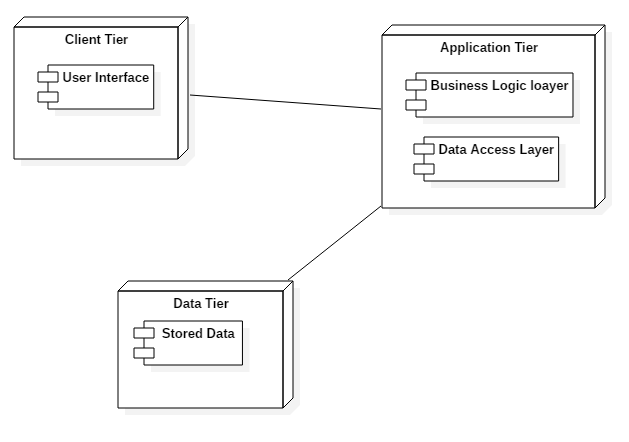 Client Tier
User Interface
Application Tier
Business Logic loayer
Data Access Layer
Data Tier
Stored Data